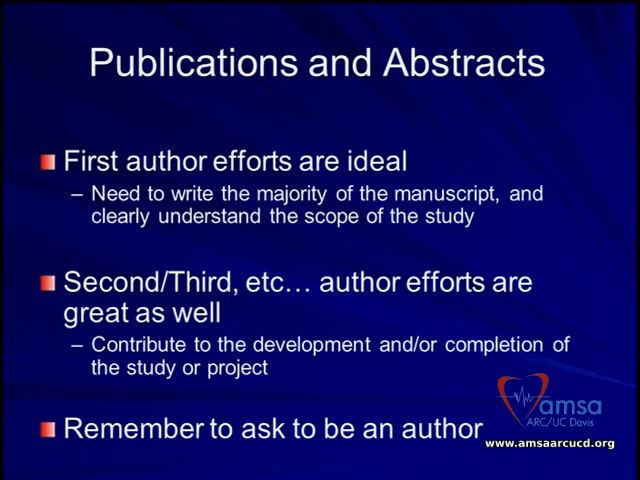 Publications and Abstracts
First author efforts are ideal
– Need to write the majority of the manuscript, and
clearly understand the scope of the study
Second/Third, etc… author efforts are
great as well
– Contribute to the development and/or completion of
the study or project
Remember to ask to be an author
amsa
ARC/UC Davis
www.amsaarcucd.org